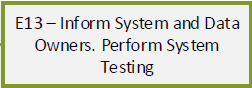 E13 – Inform System and Data
Owners. Perform System
Testing